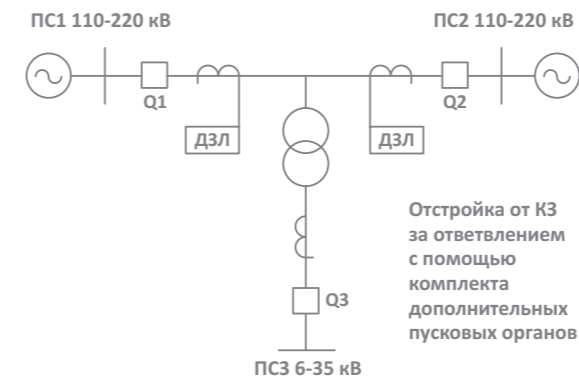 ПС1 110-220 кВ
ПС2 110-220 кВ
Q1
Q2
ДЗЛ
ДЗЛ
Отстройка от КЗ
за ответвлением
с помощью
комплекта
дополнительных
пусковых органов
Q3
ПС3 6-35 кВ